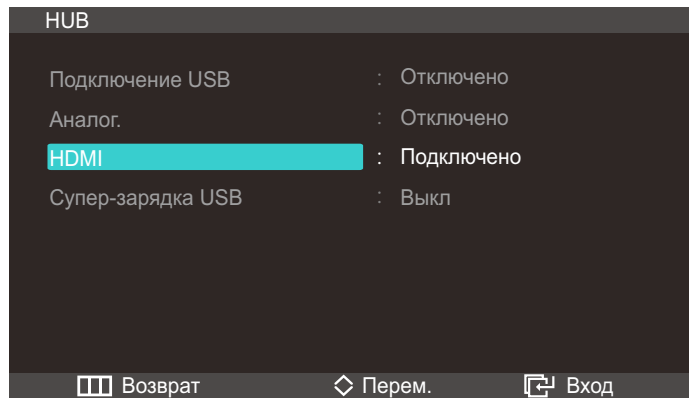 HUB
Подключение USB : Отключено
Аналог. : Отключено
HDMI : Подключено
Супер-зарядка USB : Выкл
Возврат Перем. Вход